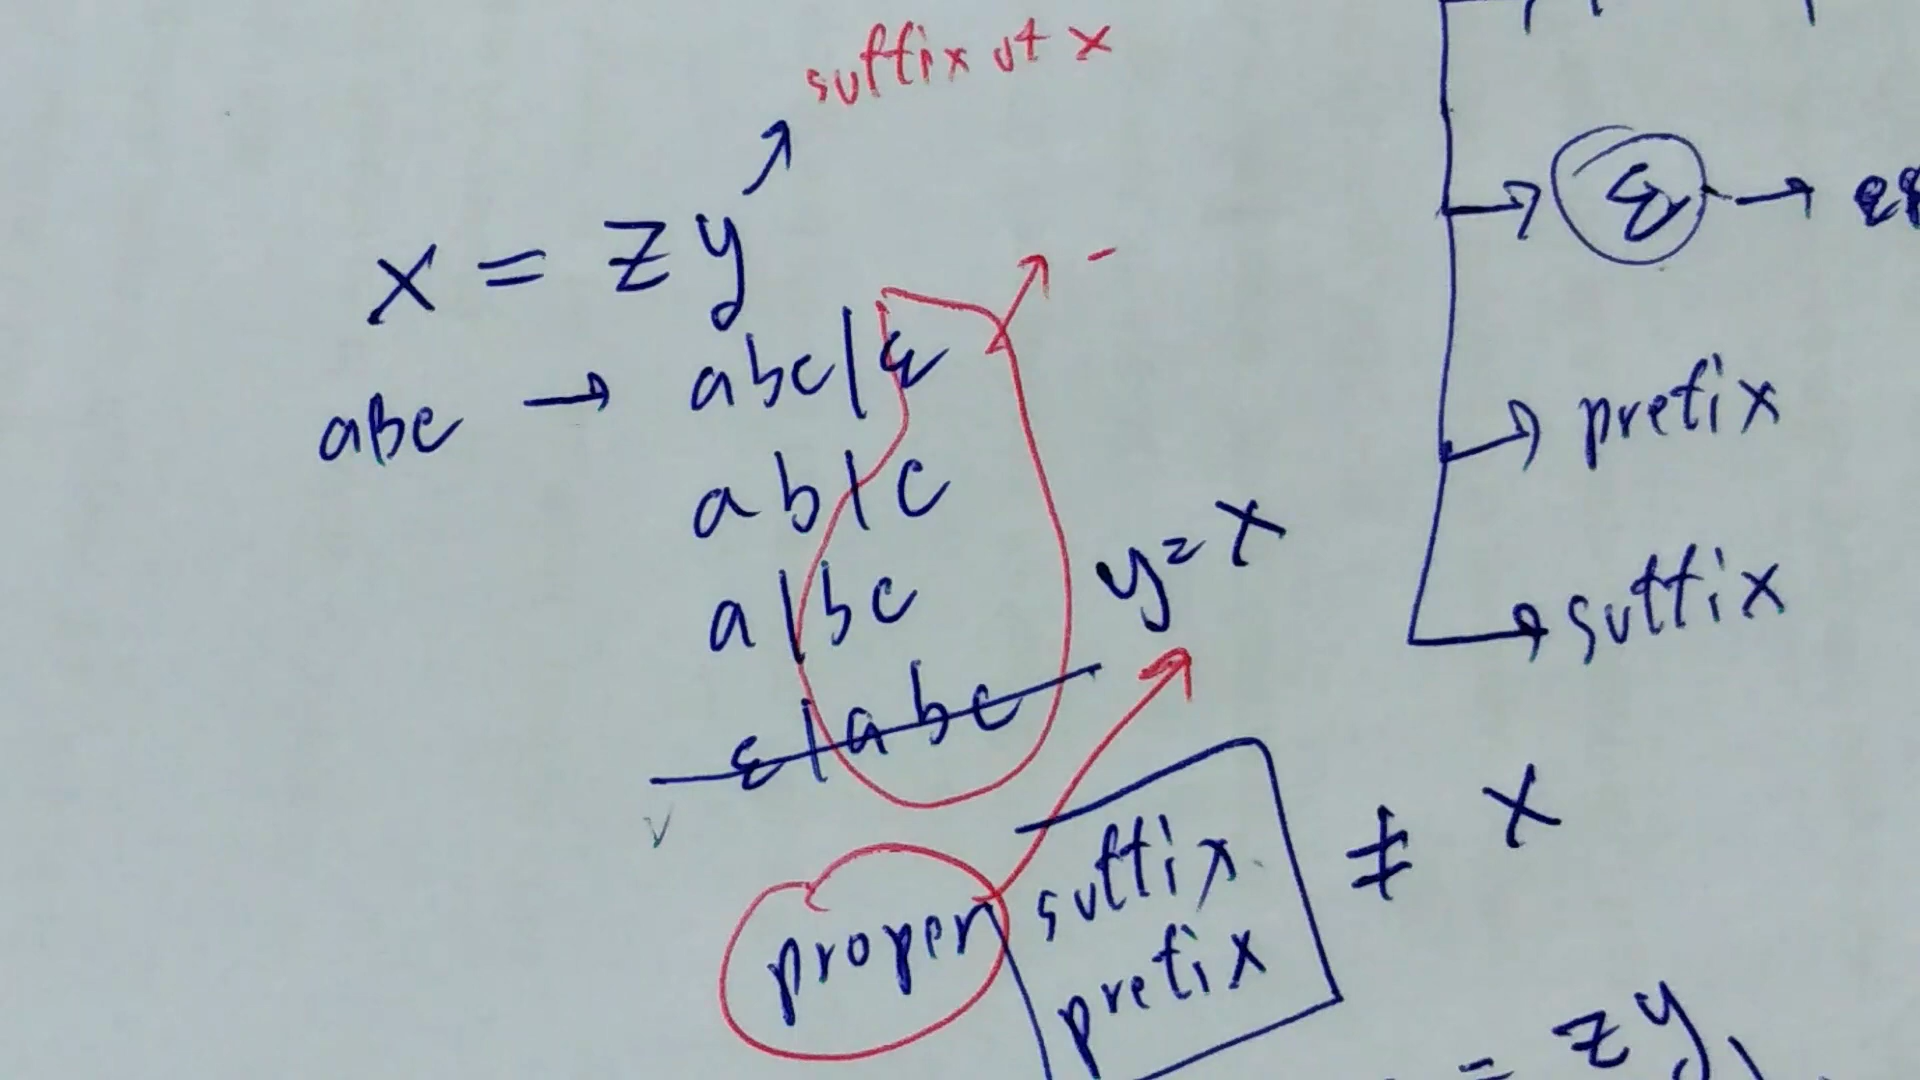 suffix of x
x = zy
abc → abc|ε
ab|c
a|bc
ε|abc
y = x
proper suffix ≠ x
prefix
ε →
→ prefix
→ suffix
= zy